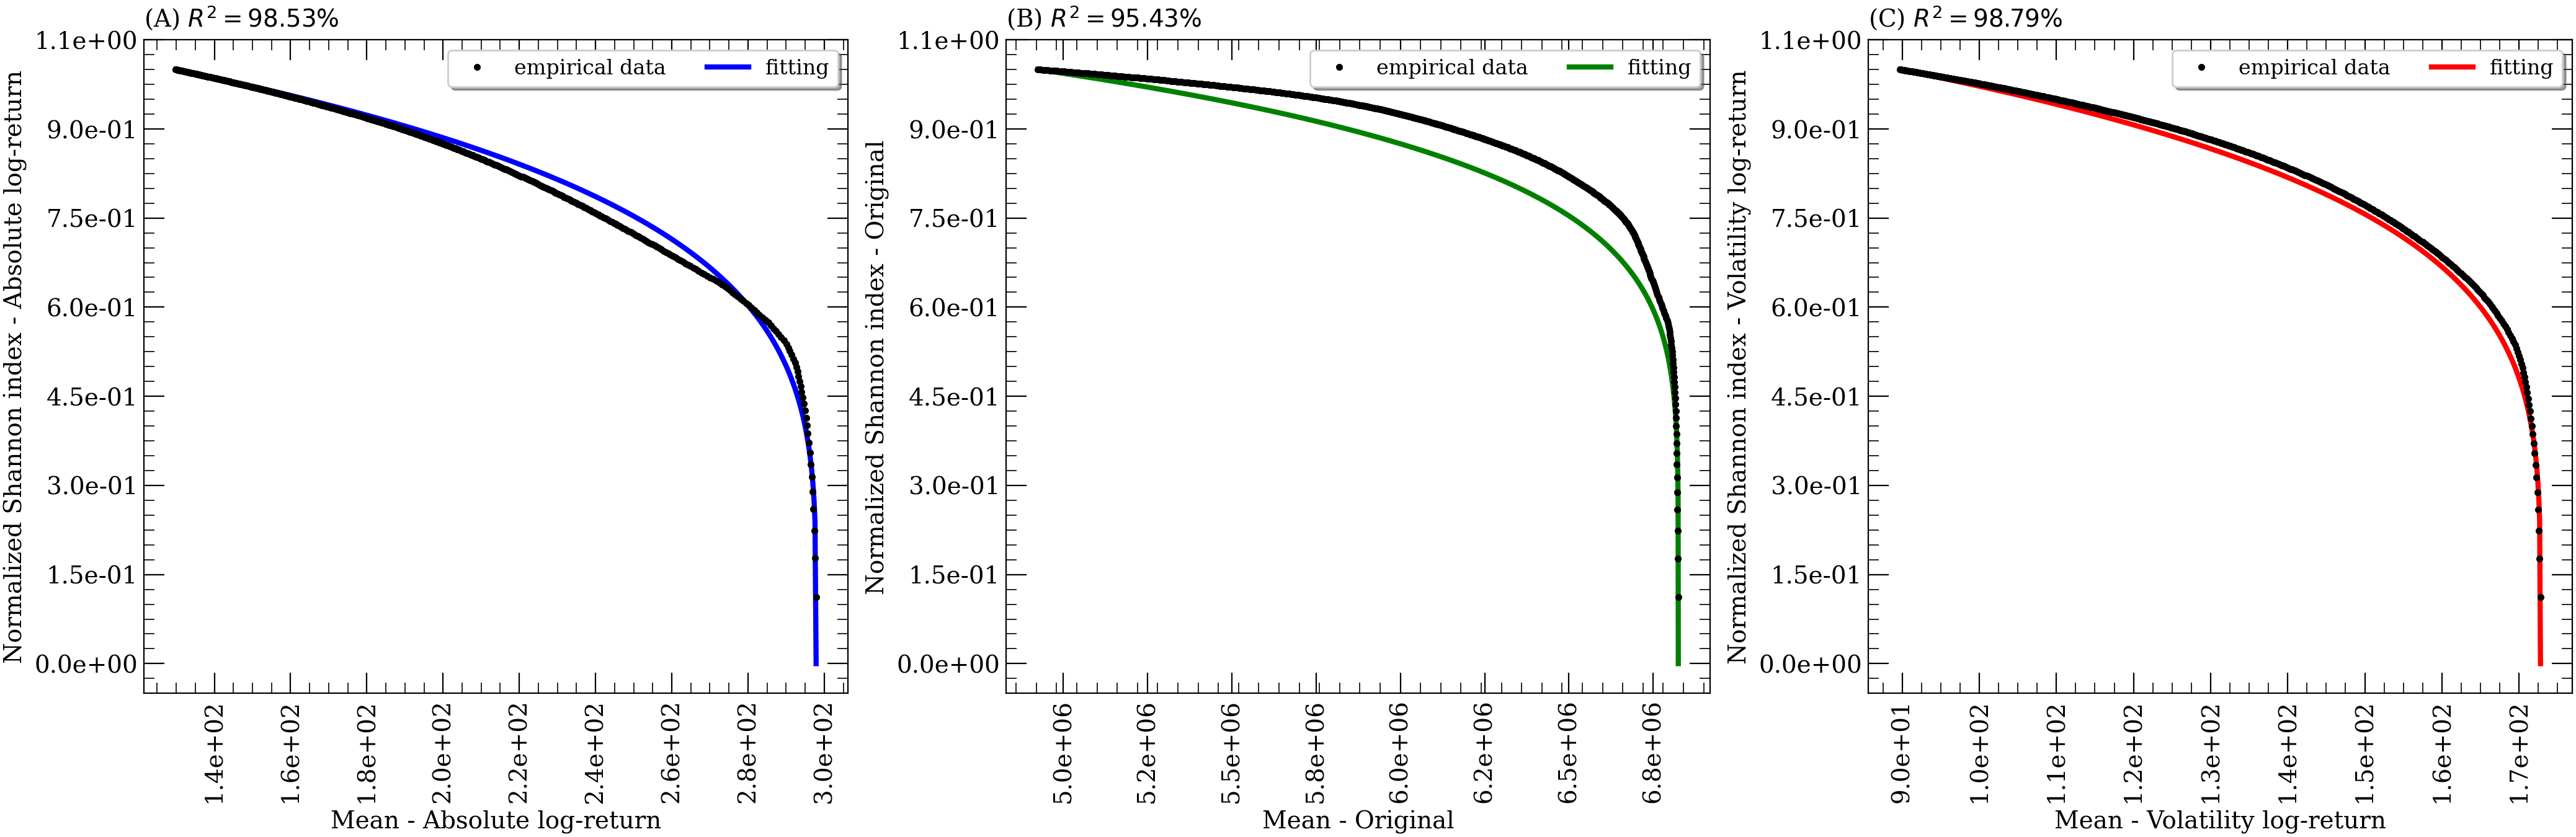 (A) R² = 98.53%
1.1e+00
9.0e-01
7.5e-01
6.0e-01
4.5e-01
3.0e-01
1.5e-01
0.0e+00
Normalized Shannon index - Absolute log-return
empirical data
fitting
1.4e+02
1.6e+02
1.8e+02
2.0e+02
2.2e+02
2.4e+02
2.6e+02
2.8e+02
3.0e+02
Mean - Absolute log-return
(B) R² = 95.43%
1.1e+00
9.0e-01
7.5e-01
6.0e-01
4.5e-01
3.0e-01
1.5e-01
0.0e+00
Normalized Shannon index - Original
empirical data
fitting
5.0e+06
5.2e+06
5.5e+06
5.8e+06
6.0e+06
6.2e+06
6.5e+06
6.8e+06
Mean - Original
(C) R² = 98.79%
1.1e+00
9.0e-01
7.5e-01
6.0e-01
4.5e-01
3.0e-01
1.5e-01
0.0e+00
Normalized Shannon index - Volatility log-return
empirical data
fitting
9.0e+01
1.0e+02
1.1e+02
1.2e+02
1.3e+02
1.4e+02
1.5e+02
1.6e+02
1.7e+02
Mean - Volatility log-return